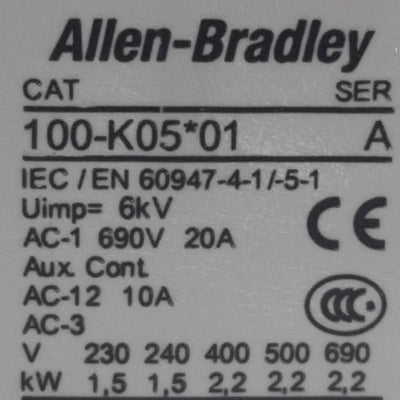 Allen-Bradley
CAT SER
100-K05*01 A
IEC / EN 60947-4-1/-5-1
Uimp= 6kV
CE
AC-1 690V 20A
Aux. Cont.
AC-12 10A
CCC
AC-3
V 230 240 400 500 690
kW 1,5 1,5 2,2 2,2 2,2